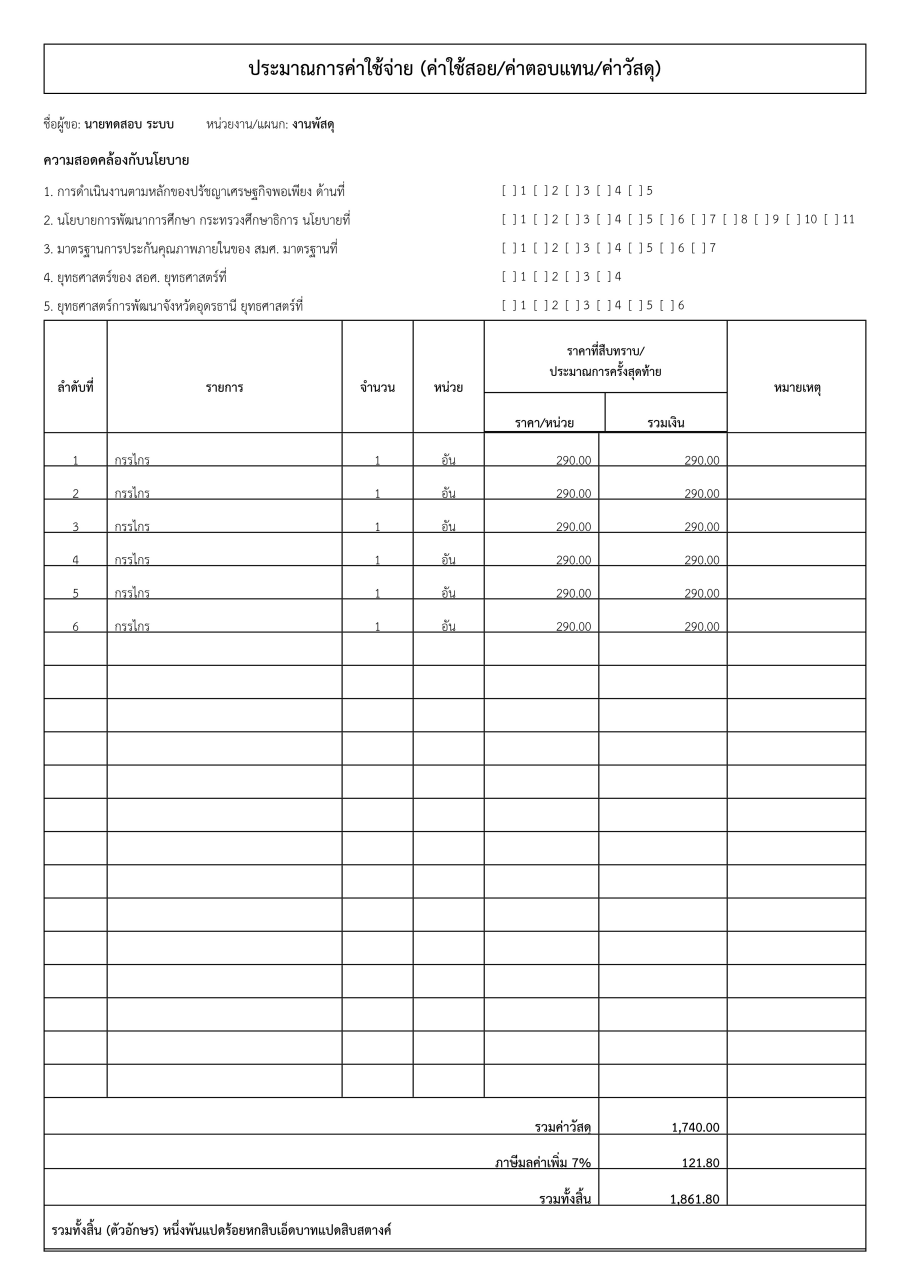 ประมาณการค่าใช้จ่าย (ค่าใช้สอย/ค่าตอบแทน/ค่าวัสดุ)
ชื่อผู้ขอ: นายทดสอบ ระบบ หน่วยงาน/แผนก: งานพัสดุ
ความสอดคล้องกับนโยบาย
1. การดำเนินงานตามหลักของปรัชญาเศรษฐกิจพอเพียง ด้านที่ [ ]1 [ ]2 [ ]3 [ ]4 [ ]5
2. นโยบายการพัฒนาการศึกษา กระทรวงศึกษาธิการ นโยบายที่ [ ]1 [ ]2 [ ]3 [ ]4 [ ]5 [ ]6 [ ]7 [ ]8 [ ]9 [ ]10 [ ]11
3. มาตรฐานการประกันคุณภาพภายในของ สมศ. มาตรฐานที่ [ ]1 [ ]2 [ ]3 [ ]4 [ ]5 [ ]6 [ ]7
4. ยุทธศาสตร์ของ สอศ. ยุทธศาสตร์ที่ [ ]1 [ ]2 [ ]3 [ ]4
5. ยุทธศาสตร์การพัฒนาจังหวัดอุดรธานี ยุทธศาสตร์ที่ [ ]1 [ ]2 [ ]3 [ ]4 [ ]5 [ ]6
ราคาที่สืบทราบ/
ประมาณการครั้งสุดท้าย
ลำดับที่ รายการ จำนวน หน่วย หมายเหตุ
ราคา/หน่วย รวมเงิน
1 กรรไกร 1 อัน 290.00 290.00
2 กรรไกร 1 อัน 290.00 290.00
3 กรรไกร 1 อัน 290.00 290.00
4 กรรไกร 1 อัน 290.00 290.00
5 กรรไกร 1 อัน 290.00 290.00
6 กรรไกร 1 อัน 290.00 290.00
รวมค่าวัสดุ 1,740.00
ภาษีมูลค่าเพิ่ม 7% 121.80
รวมทั้งสิ้น 1,861.80
รวมทั้งสิ้น (ตัวอักษร) หนึ่งพันแปดร้อยหกสิบเอ็ดบาทแปดสิบสตางค์